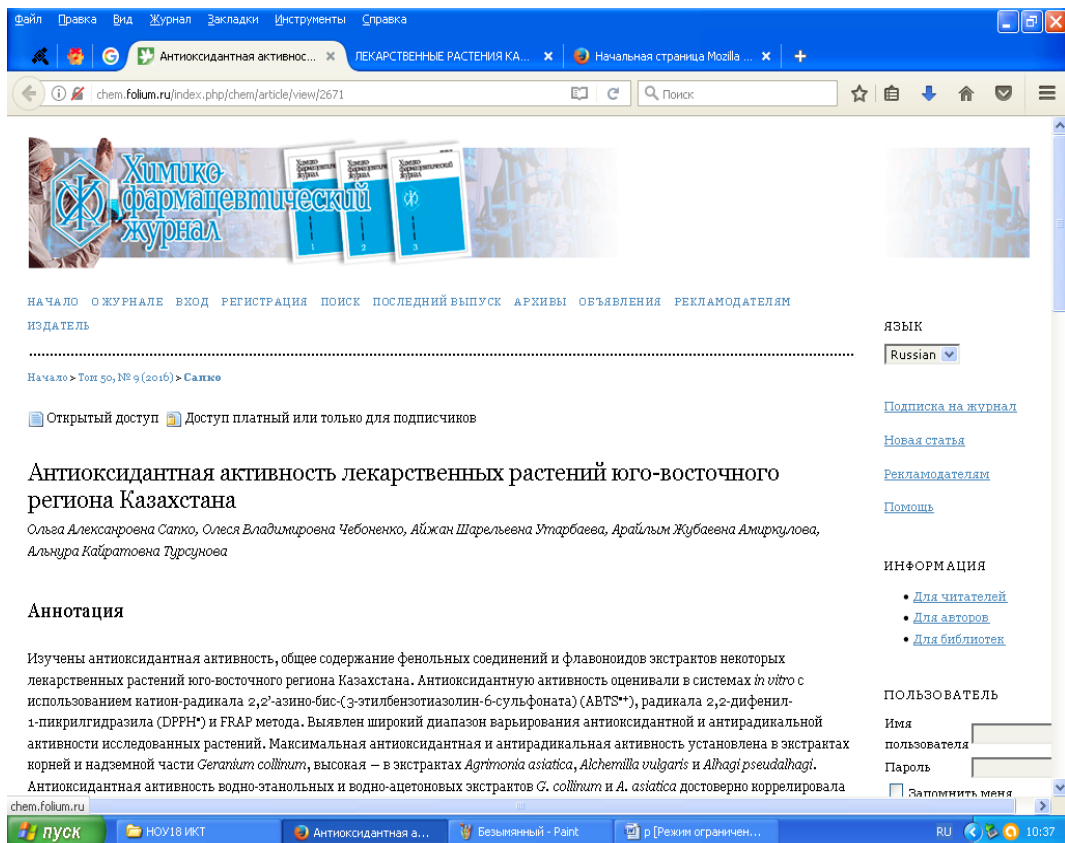 Файл Правка Вид Журнал Закладки Инструменты Справка
Антиоксидантная активнос... ЛЕКАРСТВЕННЫЕ РАСТЕНИЯ КА... Начальная страница Mozilla ...
chem.folium.ru/index.php/chem/article/view/2671 Поиск
Химико-
фармацевтический
журнал
1 2 3
НАЧАЛО О ЖУРНАЛЕ ВХОД РЕГИСТРАЦИЯ ПОИСК ПОСЛЕДНИЙ ВЫПУСК АРХИВЫ ОБЪЯВЛЕНИЯ РЕКЛАМОДАТЕЛЯМ
ИЗДАТЕЛЬ
Начало > Том 50, № 9 (2016) > Сапко
Открытый доступ Доступ платный или только для подписчиков
Антиоксидантная активность лекарственных растений юго-восточного
региона Казахстана
Ольга Алексанровна Сапко, Олеся Владимировна Чебоненко, Айжан Шарельевна Утарбаева, Арайлым Жубаевна Амиркулова,
Альнура Кайратовна Турсунова
Аннотация
Изучены антиоксидантная активность, общее содержание фенольных соединений и флавоноидов экстрактов некоторых
лекарственных растений юго-восточного региона Казахстана. Антиоксидантную активность оценивали в системах in vitro с
использованием катион-радикала 2,2’-азино-бис-(3-этилбензотиазолин-6-сульфоната) (ABTS•+), радикала 2,2-дифенил-
1-пикрилгидразила (DPPH•) и FRAP метода. Выявлен широкий диапазон варьирования антиоксидантной и антирадикальной
активности исследованных растений. Максимальная антиоксидантная и антирадикальная активность установлена в экстрактах
корней и надземной части Geranium collinum, высокая — в экстрактах Agrimonia asiatica, Alchemilla vulgaris и Alhagi pseudalhagi.
Антиоксидантная активность водно-этанольных и водно-ацетоновых экстрактов G. collinum и A. asiatica достоверно коррелировала
ЯЗЫК
Russian
Подписка на журнал
Новая статья
Рекламодателям
Помощь
ИНФОРМАЦИЯ
Для читателей
Для авторов
Для библиотек
ПОЛЬЗОВАТЕЛЬ
Имя
пользователя
Пароль
Запомнить меня
chem.folium.ru
пуск НОУ18 ИКТ Антиоксидантная а... Безымянный - Paint p [Режим ограничен... RU 10:37